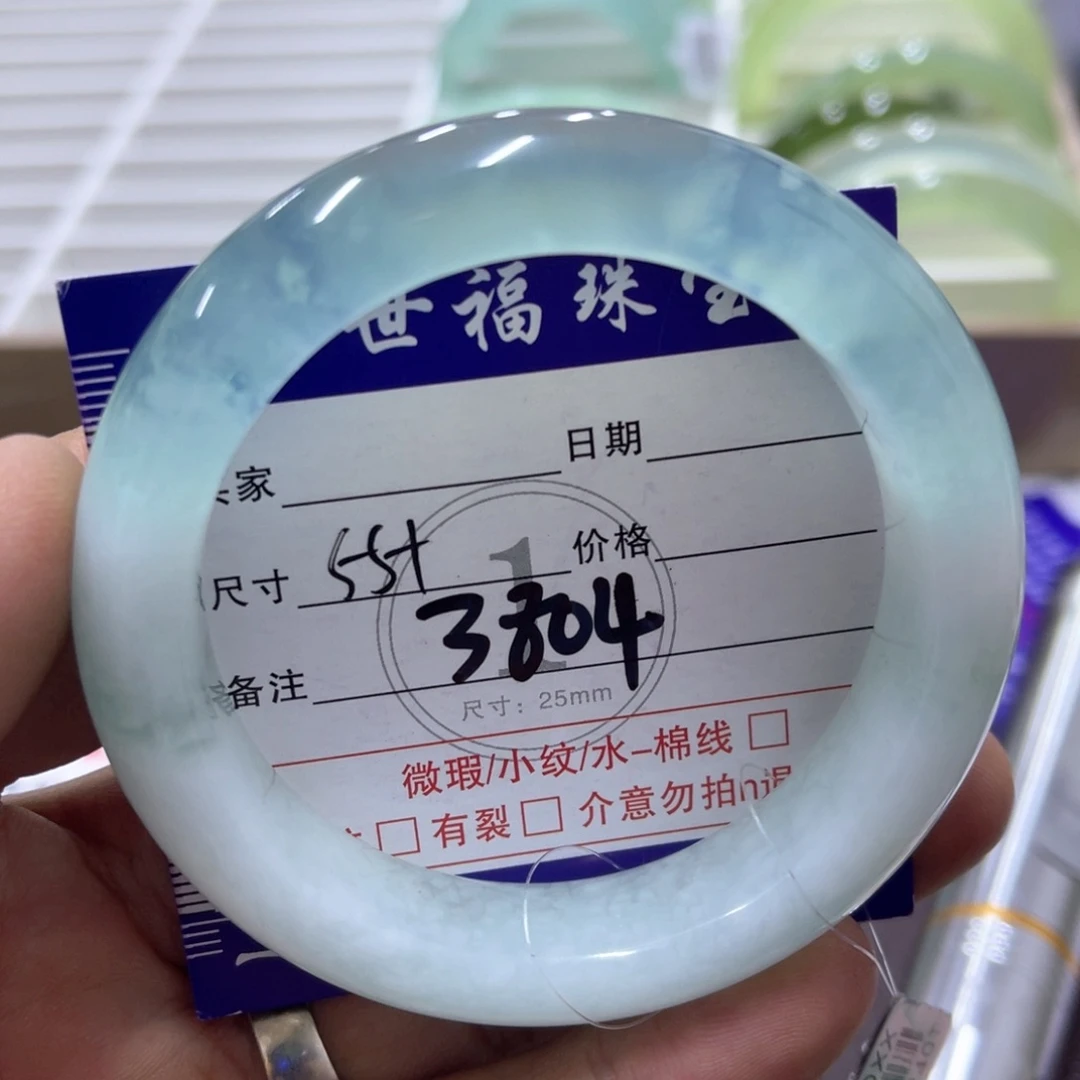 世福珠宝
家 日期
尺寸 55+ 价格
3804
备注
1
尺寸：25mm
微瑕/小纹/水-棉线 □
□ 有裂 □ 介意勿拍